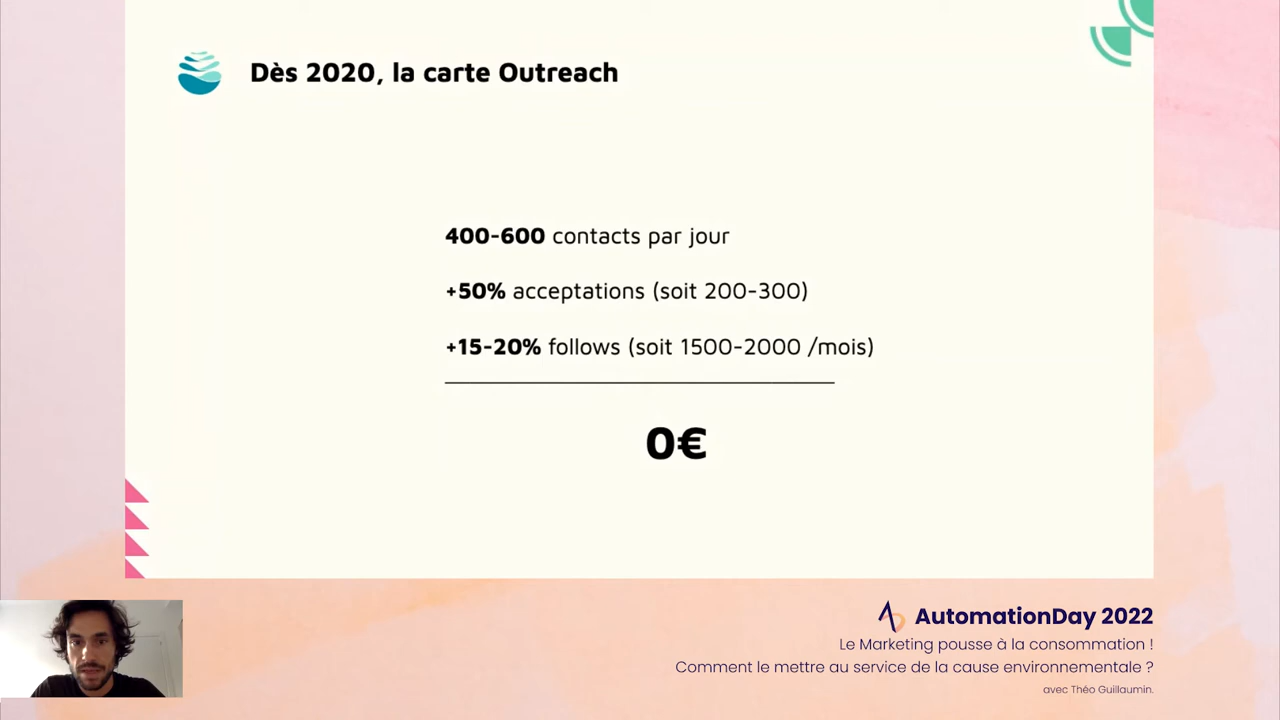 Dès 2020, la carte Outreach
400-600 contacts par jour
+50% acceptations (soit 200-300)
+15-20% follows (soit 1500-2000 /mois)
0€
AutomationDay 2022
Le Marketing pousse à la consommation !
Comment le mettre au service de la cause environnementale ?
avec Théo Guillaumin.